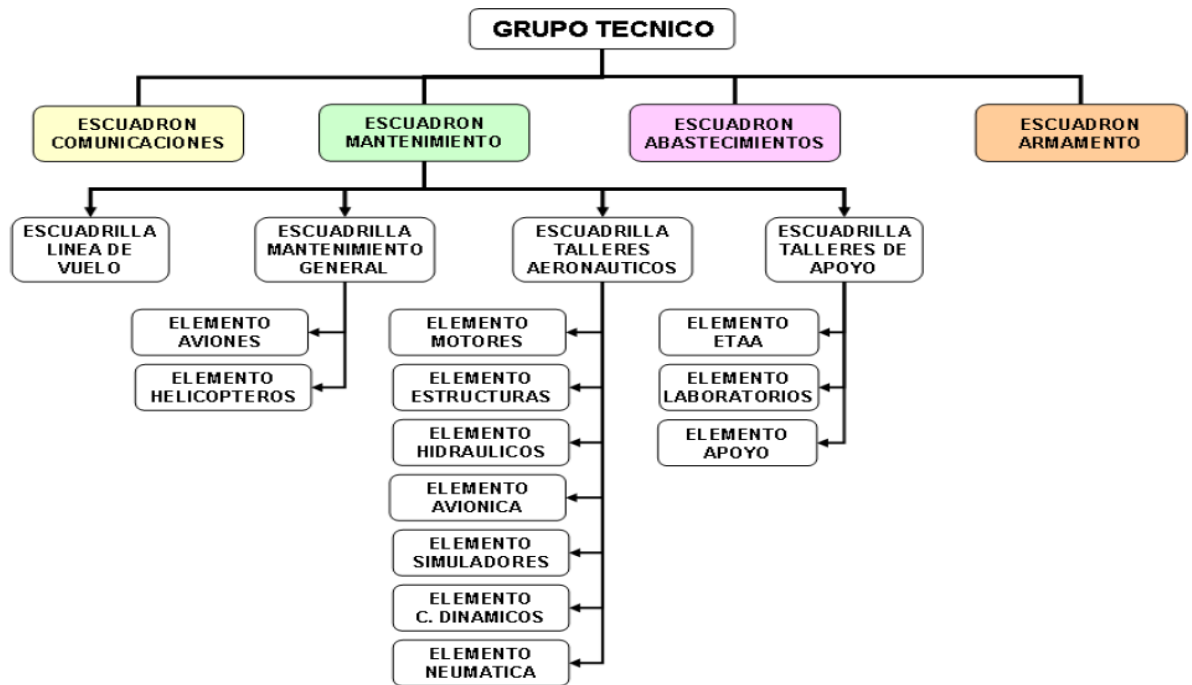 GRUPO TECNICO
ESCUADRON
COMUNICACIONES
ESCUADRON
MANTENIMIENTO
ESCUADRON
ABASTECIMIENTOS
ESCUADRON
ARMAMENTO
ESCUADRILLA
LINEA DE
VUELO
ESCUADRILLA
MANTENIMIENTO
GENERAL
ESCUADRILLA
TALLERES
AERONAUTICOS
ESCUADRILLA
TALLERES DE
APOYO
ELEMENTO
AVIONES
ELEMENTO
HELICOPTEROS
ELEMENTO
MOTORES
ELEMENTO
ESTRUCTURAS
ELEMENTO
HIDRAULICOS
ELEMENTO
AVIONICA
ELEMENTO
SIMULADORES
ELEMENTO
C. DINAMICOS
ELEMENTO
NEUMATICA
ELEMENTO
ETAA
ELEMENTO
LABORATORIOS
ELEMENTO
APOYO